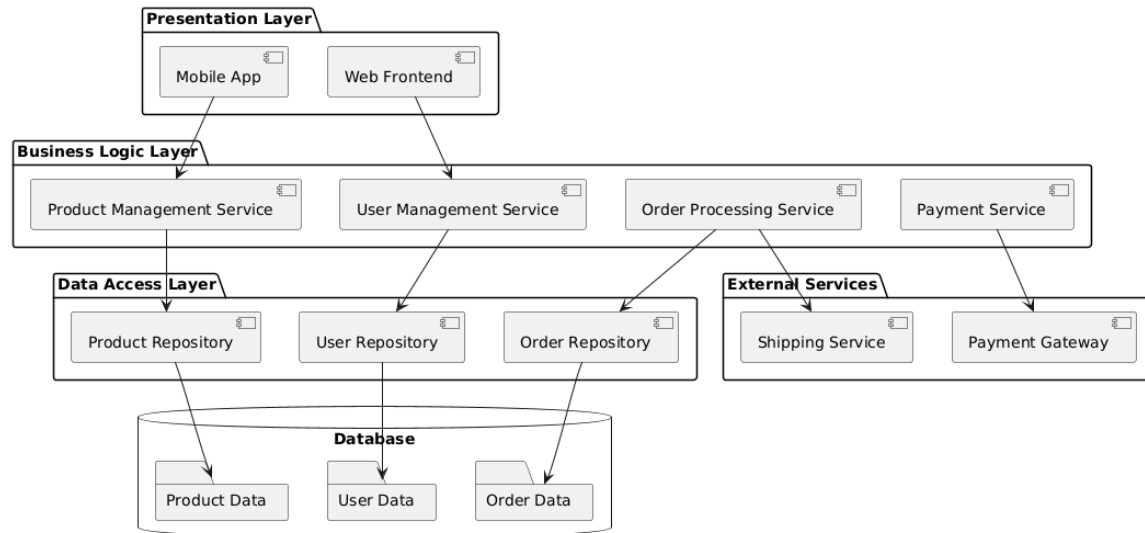 Presentation Layer
Mobile App
Web Frontend
Business Logic Layer
Product Management Service
User Management Service
Order Processing Service
Payment Service
Data Access Layer
External Services
Product Repository
User Repository
Order Repository
Shipping Service
Payment Gateway
Database
Product Data
User Data
Order Data